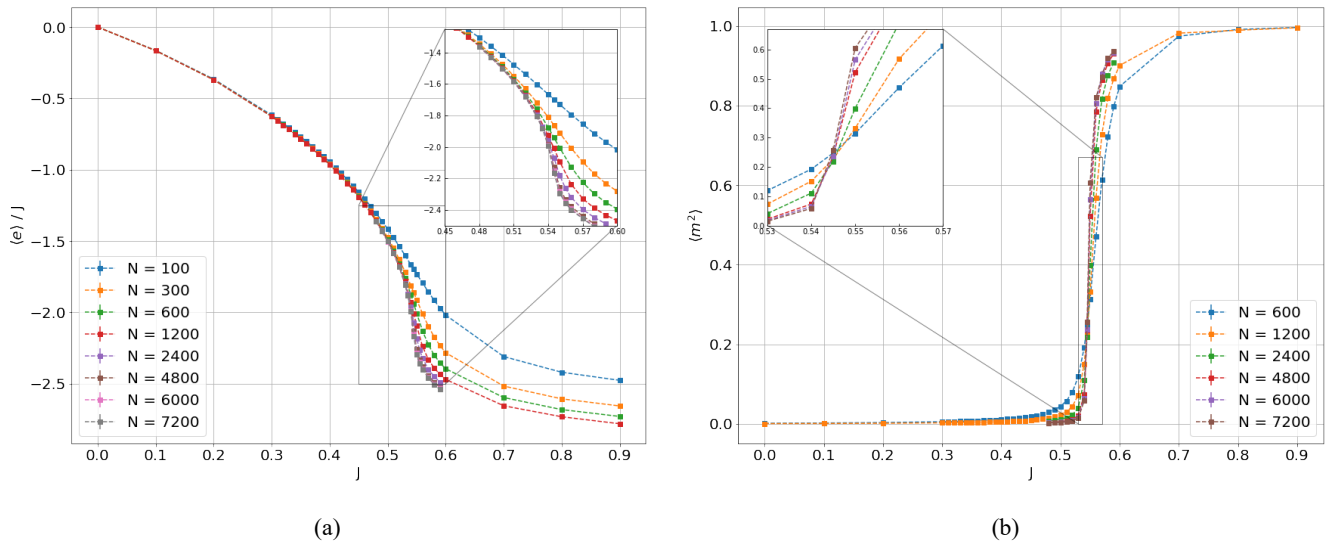 (a)
0.0
−0.5
−1.0
−1.5
−2.0
−2.5
⟨e⟩ / J
0.0 0.1 0.2 0.3 0.4 0.5 0.6 0.7 0.8 0.9
J
N = 100
N = 300
N = 600
N = 1200
N = 2400
N = 4800
N = 6000
N = 7200
−1.4
−1.6
−1.8
−2.0
−2.2
−2.4
0.45 0.48 0.51 0.54 0.57 0.60
(b)
1.0
0.8
0.6
0.4
0.2
0.0
⟨m²⟩
0.0 0.1 0.2 0.3 0.4 0.5 0.6 0.7 0.8 0.9
J
0.6
0.5
0.4
0.3
0.2
0.1
0.0
0.53 0.54 0.55 0.56 0.57
N = 600
N = 1200
N = 2400
N = 4800
N = 6000
N = 7200
(a)
(b)